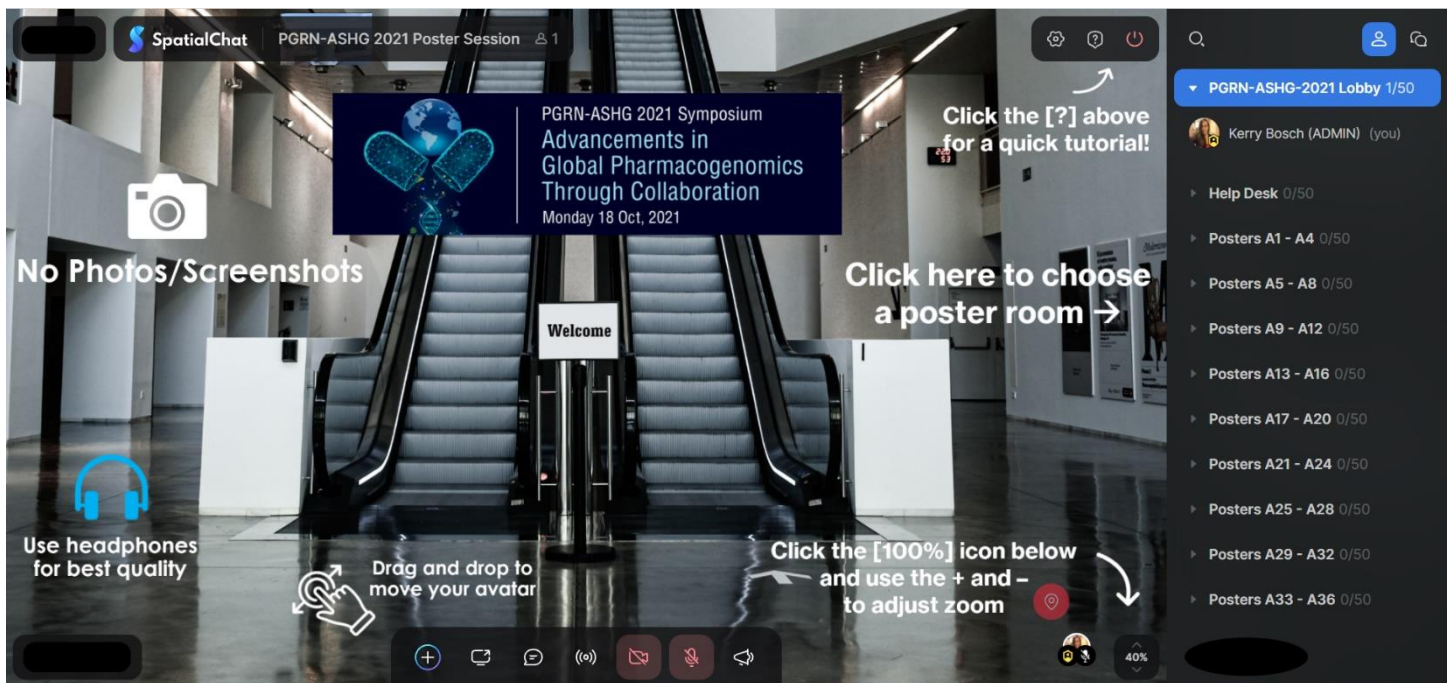 SpatialChat
PGRN-ASHG 2021 Poster Session
1
PGRN-ASHG 2021 Symposium
Advancements in
Global Pharmacogenomics
Through Collaboration
Monday 18 Oct, 2021
Click the [?] above
for a quick tutorial!
No Photos/Screenshots
Click here to choose
a poster room →
Welcome
Use headphones
for best quality
Drag and drop to
move your avatar
Click the [100%] icon below
and use the + and –
to adjust zoom
40%
PGRN-ASHG-2021 Lobby 1/50
Kerry Bosch (ADMIN) (you)
Help Desk 0/50
Posters A1 - A4 0/50
Posters A5 - A8 0/50
Posters A9 - A12 0/50
Posters A13 - A16 0/50
Posters A17 - A20 0/50
Posters A21 - A24 0/50
Posters A25 - A28 0/50
Posters A29 - A32 0/50
Posters A33 - A36 0/50